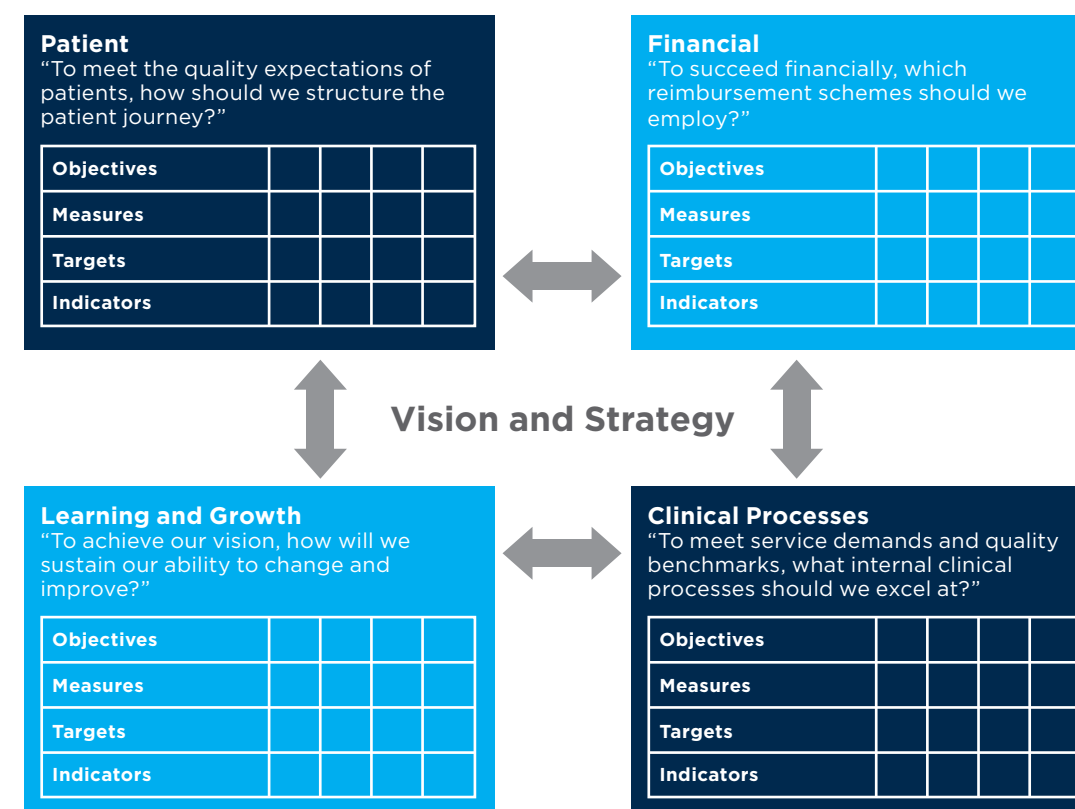 Patient
“To meet the quality expectations of
patients, how should we structure the
patient journey?”
Objectives
Measures
Targets
Indicators
Financial
“To succeed financially, which
reimbursement schemes should we
employ?”
Objectives
Measures
Targets
Indicators
Vision and Strategy
Learning and Growth
“To achieve our vision, how will we
sustain our ability to change and
improve?”
Objectives
Measures
Targets
Indicators
Clinical Processes
“To meet service demands and quality
benchmarks, what internal clinical
processes should we excel at?”
Objectives
Measures
Targets
Indicators